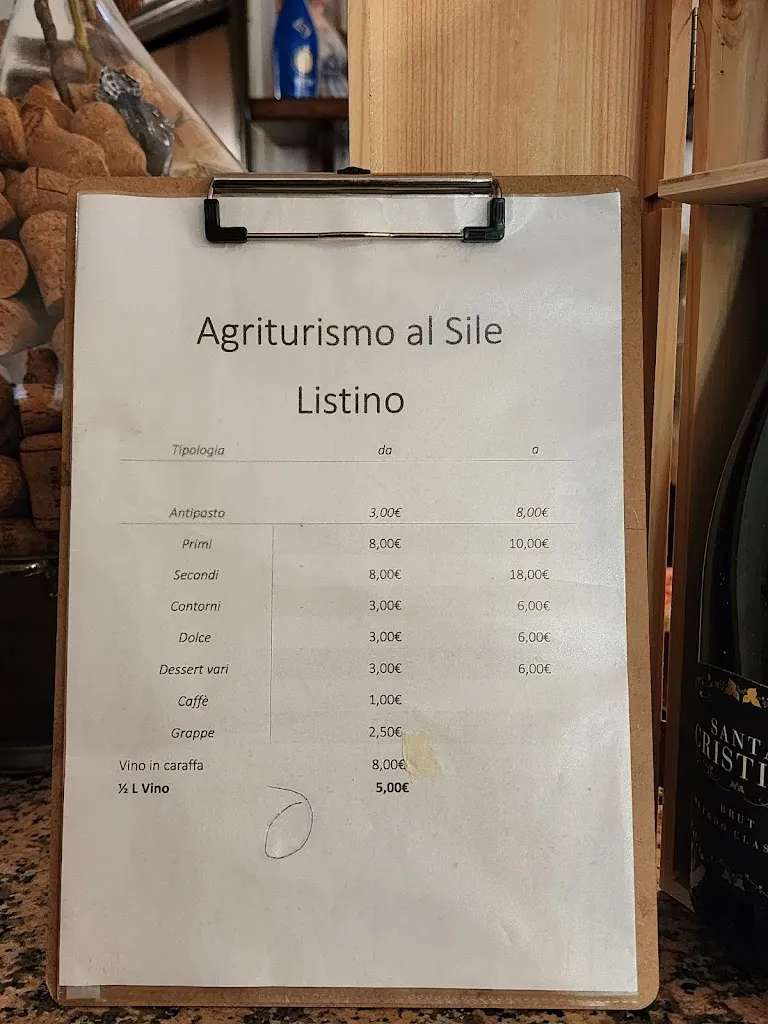 Agriturismo al Sile
Listino
Tipologia da a
Antipasto 3,00€ 8,00€
Primi 8,00€ 10,00€
Secondi 8,00€ 18,00€
Contorni 3,00€ 6,00€
Dolce 3,00€ 6,00€
Dessert vari 3,00€ 6,00€
Caffè 1,00€
Grappe 2,50€
Vino in caraffa 8,00€
½ L Vino 5,00€
SANTA
CRISTI
BRUT